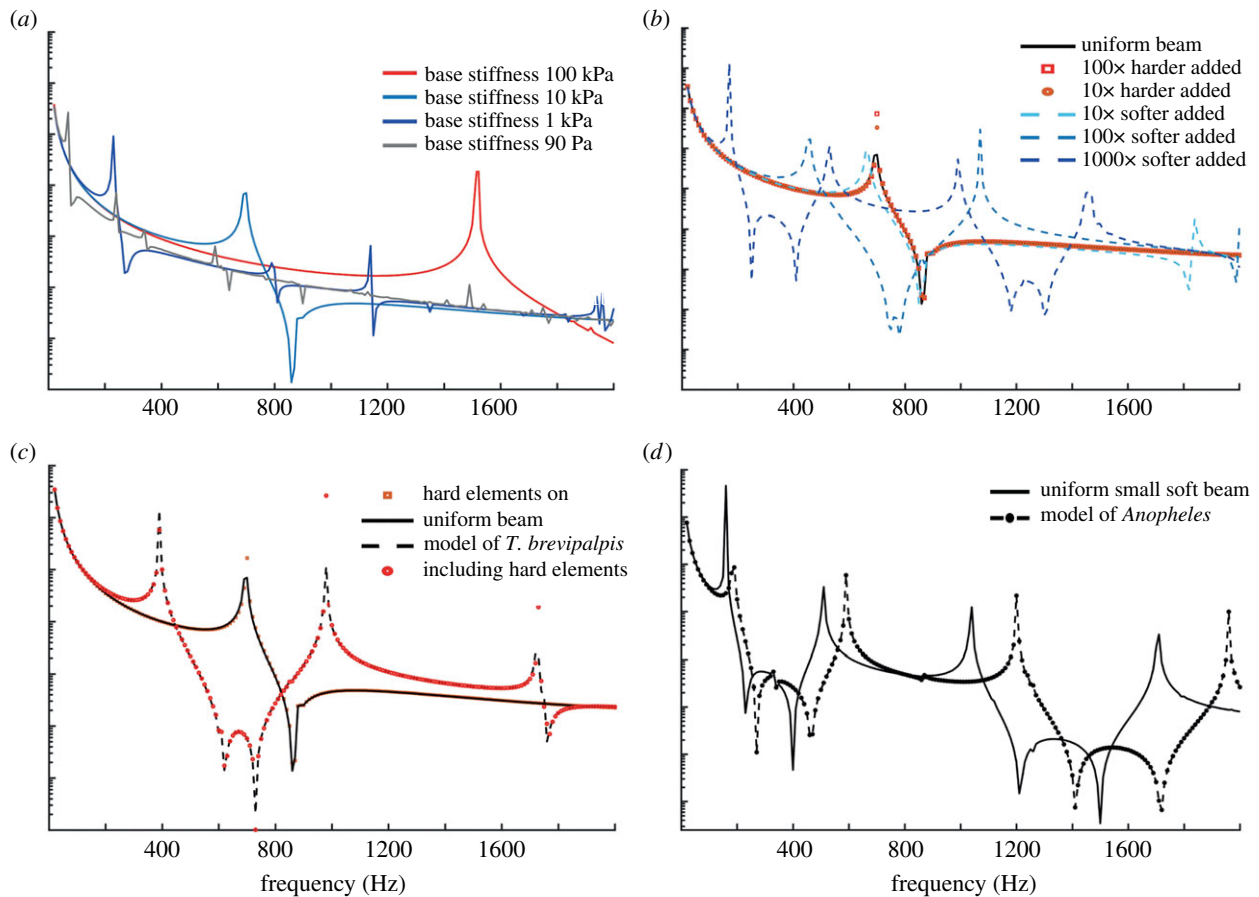 (a)
base stiffness 100 kPa
base stiffness 10 kPa
base stiffness 1 kPa
base stiffness 90 Pa
400 800 1200 1600
(b)
uniform beam
100× harder added
10× harder added
10× softer added
100× softer added
1000× softer added
400 800 1200 1600
(c)
hard elements on
uniform beam
model of T. brevipalpis
including hard elements
400 800 1200 1600
frequency (Hz)
(d)
uniform small soft beam
model of Anopheles
400 800 1200 1600
frequency (Hz)